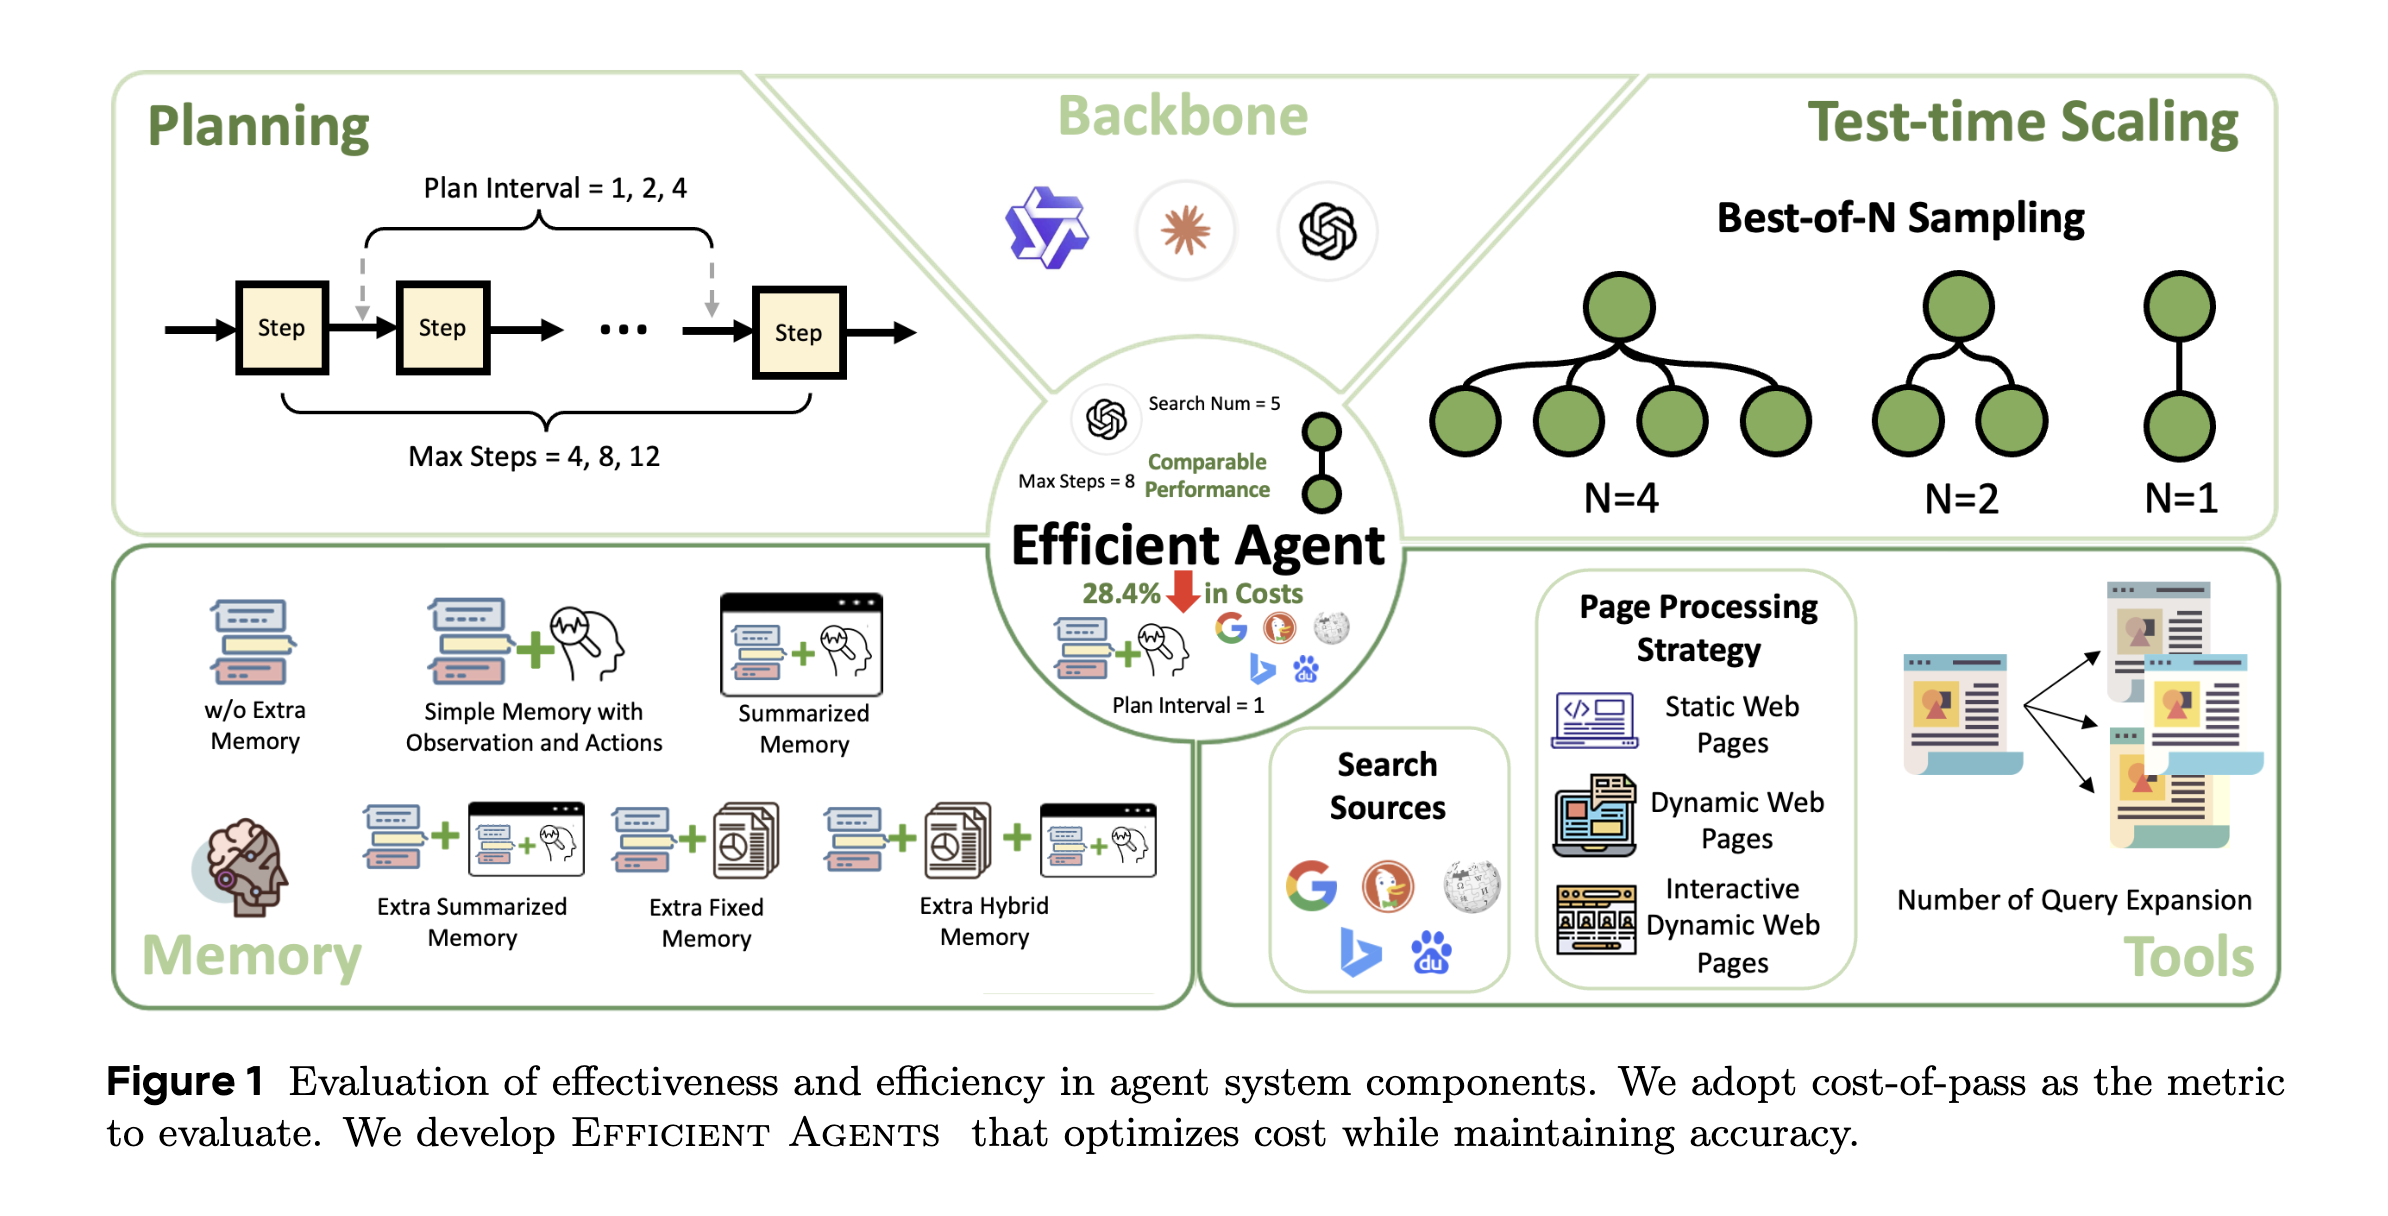 Planning
Plan Interval = 1, 2, 4
Step
Step
...
Step
Max Steps = 4, 8, 12
Backbone
Test-time Scaling
Best-of-N Sampling
N=4
N=2
N=1
Search Num = 5
Comparable
Performance
Max Steps = 8
Efficient Agent
28.4% in Costs
du
Plan Interval = 1
w/o Extra
Memory
Simple Memory with
Observation and Actions
Summarized
Memory
Extra Summarized
Memory
Extra Fixed
Memory
Extra Hybrid
Memory
Memory
Search
Sources
du
Page Processing
Strategy
Static Web
Pages
Dynamic Web
Pages
Interactive
Dynamic Web
Pages
Number of Query Expansion
Tools
Figure 1 Evaluation of effectiveness and efficiency in agent system components. We adopt cost-of-pass as the metric
to evaluate. We develop EFFICIENT AGENTS that optimizes cost while maintaining accuracy.